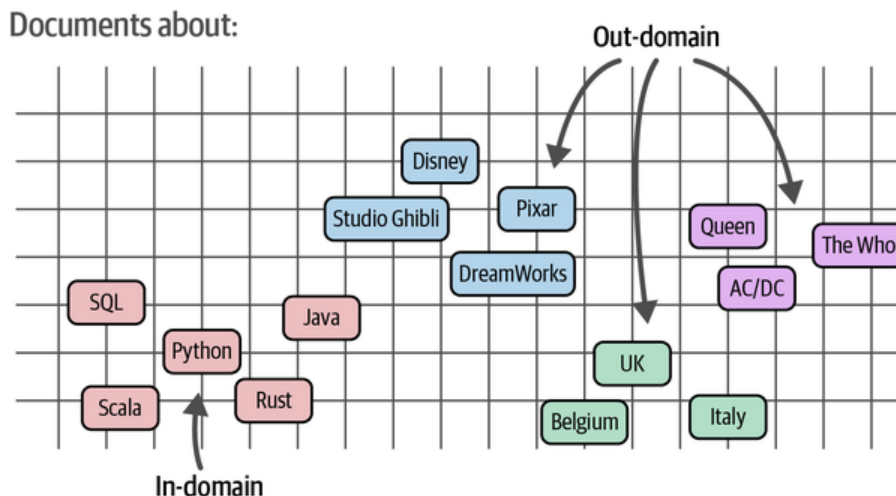 Documents about:
Out-domain
Disney
Studio Ghibli
Pixar
DreamWorks
Queen
The Who
AC/DC
SQL
Java
Python
Scala
Rust
UK
Belgium
Italy
In-domain